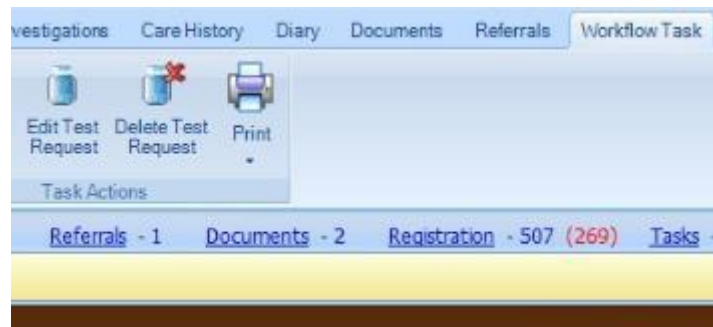 vestigations Care History Diary Documents Referrals Workflow Task
Edit Test Delete Test Print
Request Request
Task Actions
Referrals - 1 Documents - 2 Registration - 507 (269) Tasks -